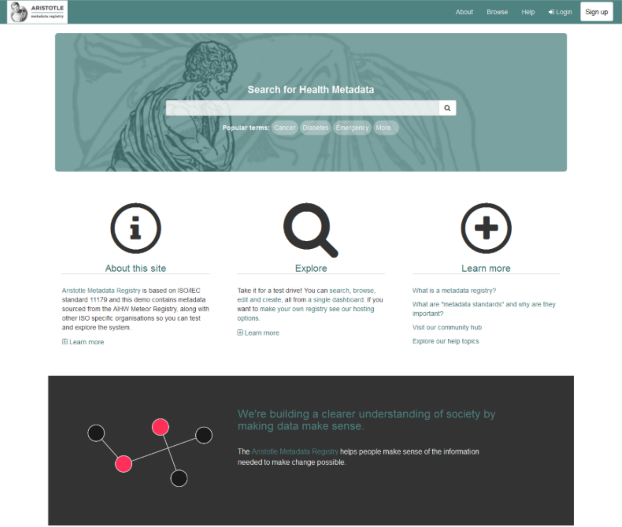 ARISTOTLE
metadata registry
About Browse Help Login Sign up
Search for Health Metadata
Popular terms: Cancer Diabetes Emergency More
About this site
Aristotle Metadata Registry is based on ISO/IEC
standard 11179 and this demo contains metadata
sourced from the AIHW Meteor Registry, along with
other ISO specific organisations so you can test
and explore the system
Learn more
Explore
Take it for a test drive! You can search, browse,
edit and create, all from a single dashboard. If you
want to make your own registry see our hosting
options.
Learn more
Learn more
What is a metadata registry?
What are "metadata standards" and why are they
important?
Visit our community hub
Explore our help topics
We're building a clearer understanding of society by
making data make sense.
The Aristotle Metadata Registry helps people make sense of the information
needed to make change possible.